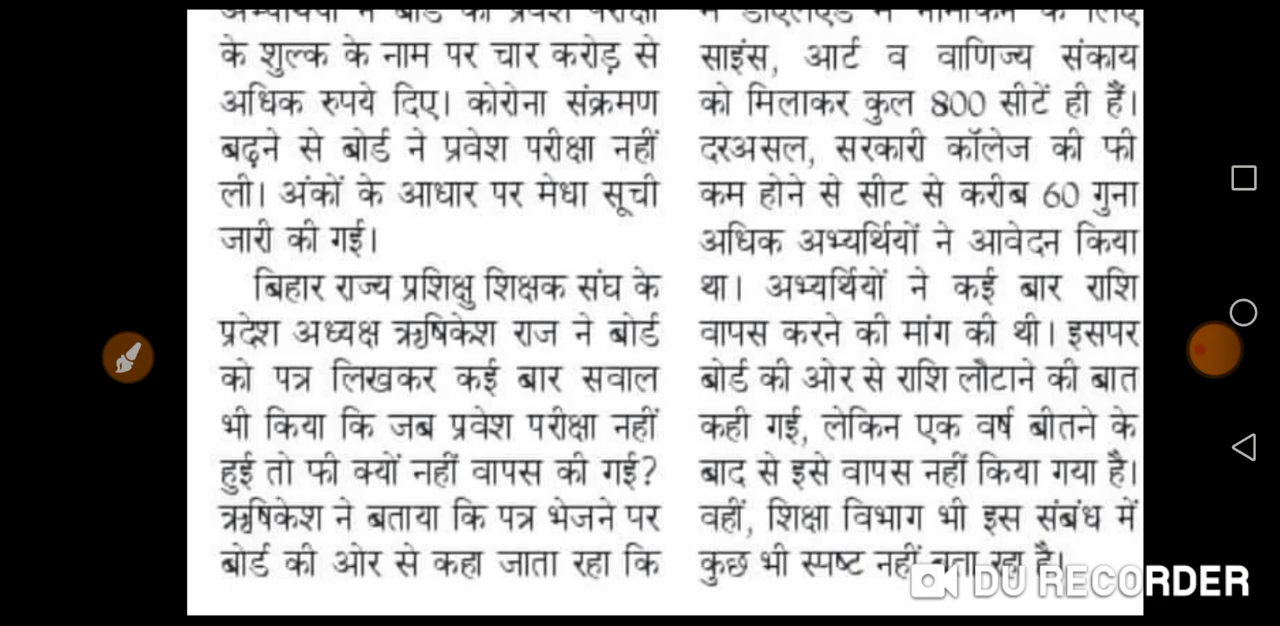 के शुल्क के नाम पर चार करोड़ से
अधिक रुपये दिए। कोरोना संक्रमण
बढ़ने से बोर्ड ने प्रवेश परीक्षा नहीं
ली। अंकों के आधार पर मेधा सूची
जारी की गई।
बिहार राज्य प्रशिक्षु शिक्षक संघ के
प्रदेश अध्यक्ष ऋषिकेश राज ने बोर्ड
को पत्र लिखकर कई बार सवाल
भी किया कि जब प्रवेश परीक्षा नहीं
हुई तो फी क्यों नहीं वापस की गई?
ऋषिकेश ने बताया कि पत्र भेजने पर
बोर्ड की ओर से कहा जाता रहा कि
साइंस, आर्ट व वाणिज्य संकाय
को मिलाकर कुल 800 सीटें ही हैं।
दरअसल, सरकारी कॉलेज की फी
कम होने से सीट से करीब 60 गुना
अधिक अभ्यर्थियों ने आवेदन किया
था। अभ्यर्थियों ने कई बार राशि
वापस करने की मांग की थी। इसपर
बोर्ड की ओर से राशि लौटाने की बात
कही गई, लेकिन एक वर्ष बीतने के
बाद से इसे वापस नहीं किया गया है।
वहीं, शिक्षा विभाग भी इस संबंध में
कुछ भी स्पष्ट नहीं बता रहा है।
DU RECORDER